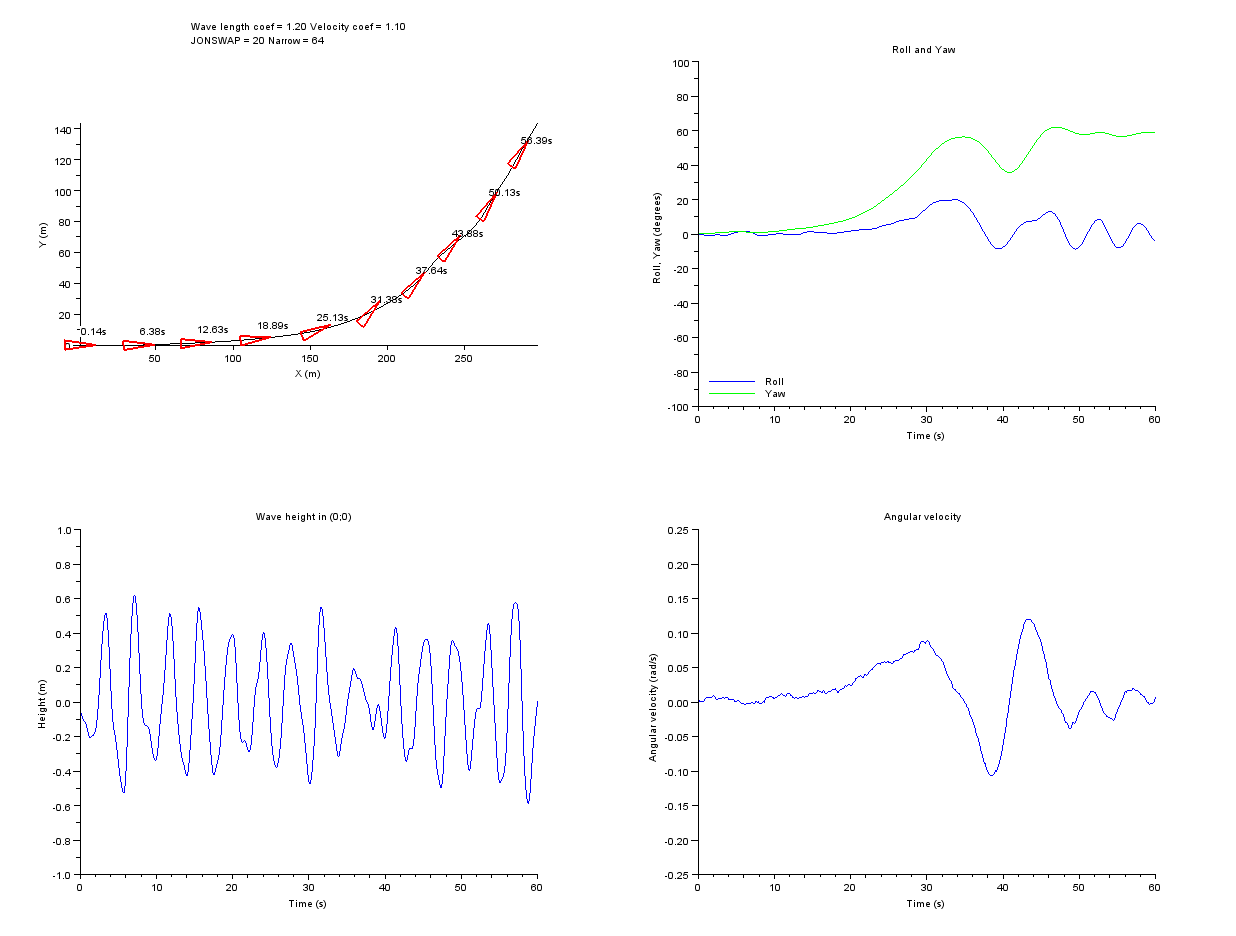 Wave length coef = 1.20 Velocity coef = 1.10
JONSWAP = 20 Narrow = 64
140
120
100
80
60
40
20
0
50
100
150
200
250
Y (m)
X (m)
-0.14s
6.38s
12.63s
18.89s
25.13s
31.38s
37.64s
43.88s
50.13s
56.39s
Roll and Yaw
100
80
60
40
20
0
-20
-40
-60
-80
-100
0
10
20
30
40
50
60
Roll, Yaw (degrees)
Time (s)
Roll
Yaw
Wave height in (0;0)
1.0
0.8
0.6
0.4
0.2
0.0
-0.2
-0.4
-0.6
-0.8
-1.0
0
10
20
30
40
50
60
Height (m)
Time (s)
Angular velocity
0.25
0.20
0.15
0.10
0.05
0.00
-0.05
-0.10
-0.15
-0.20
-0.25
0
10
20
30
40
50
60
Angular velocity (rad/s)
Time (s)